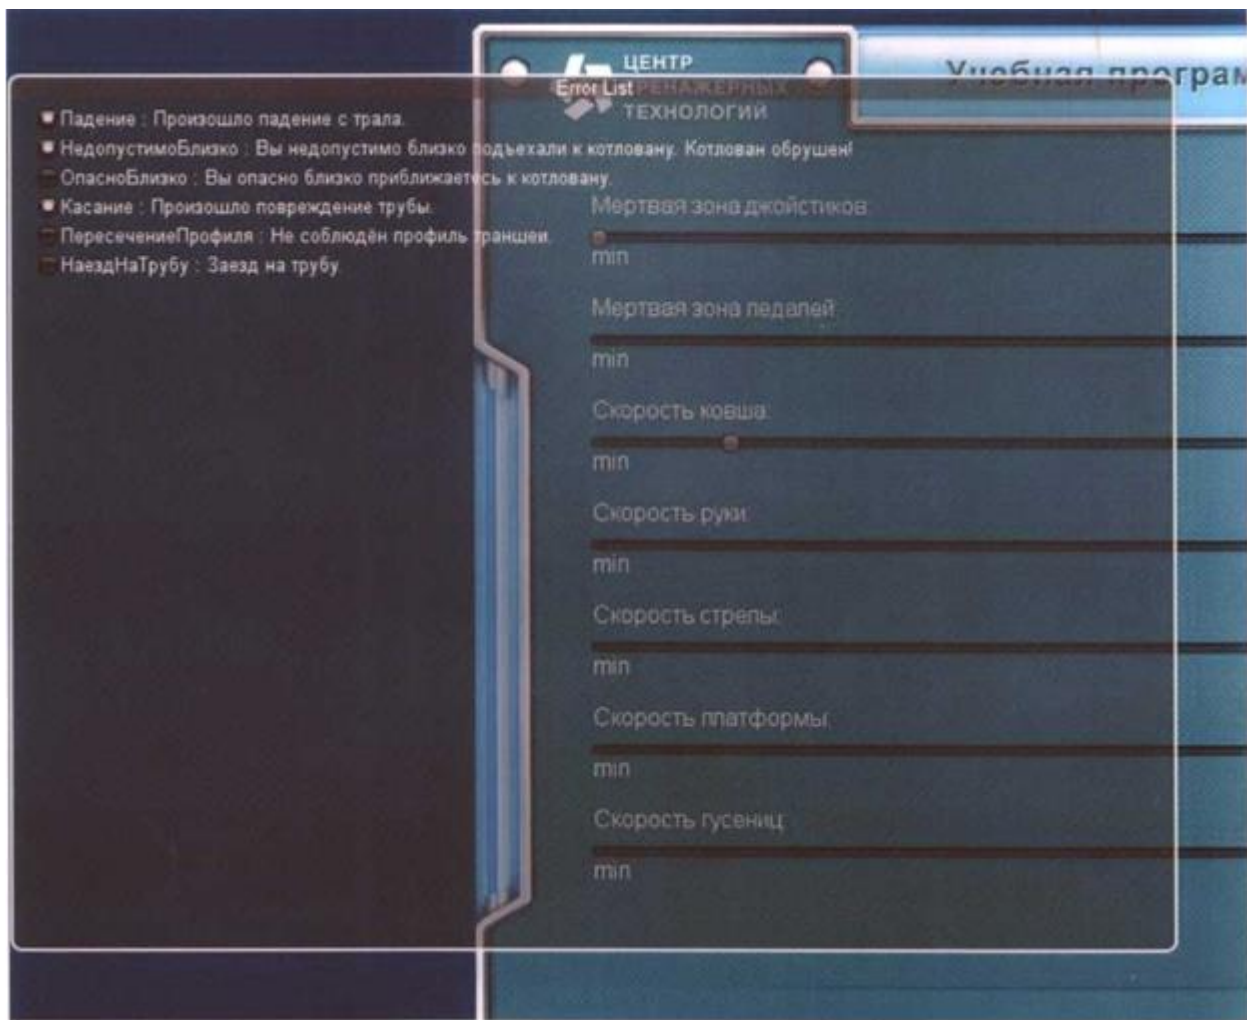 ЦЕНТР
ТРЕНАЖЕРНЫХ
ТЕХНОЛОГИЙ
Учебная програм
Error List
Падение : Произошло падение с трала.
НедопустимоБлизко : Вы недопустимо близко подъехали к котловану. Котлован обрушен!
ОпасноБлизко : Вы опасно близко приближаетесь к котловану.
Касание : Произошло повреждение трубы.
ПересечениеПрофиля : Не соблюдён профиль траншеи.
НаездНаТрубу : Заезд на трубу
Мертвая зона джойстиков:
min
Мертвая зона педалей
min
Скорость ковша:
min
Скорость руки:
min
Скорость стрелы:
min
Скорость платформы:
min
Скорость гусениц:
min